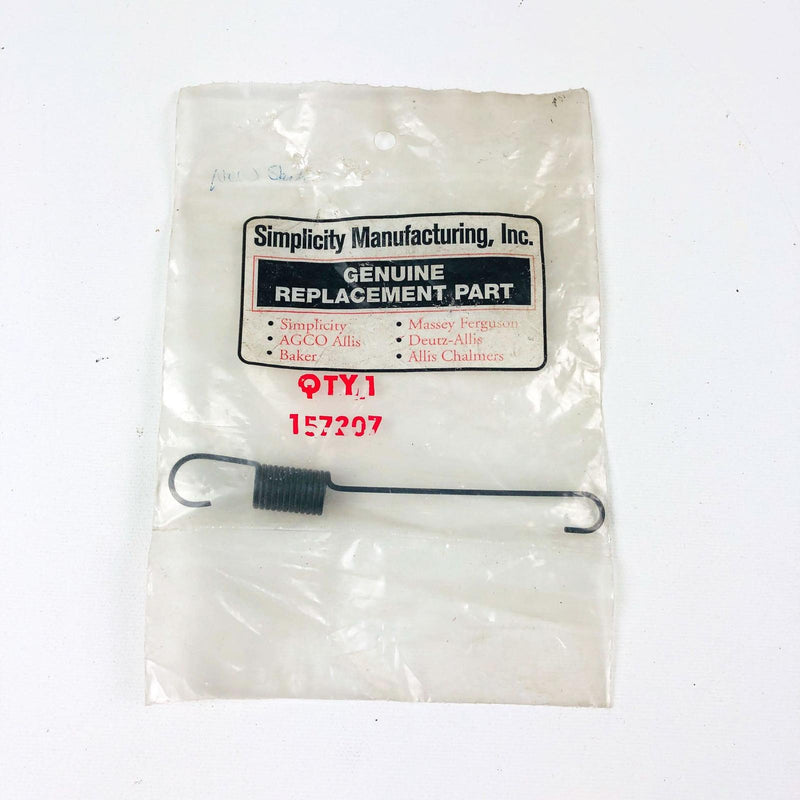 New
Simplicity Manufacturing, Inc.
GENUINE
REPLACEMENT PART
• Simplicity • Massey Ferguson
• AGCO Allis • Deutz-Allis
• Baker • Allis Chalmers
QTY 1
157207